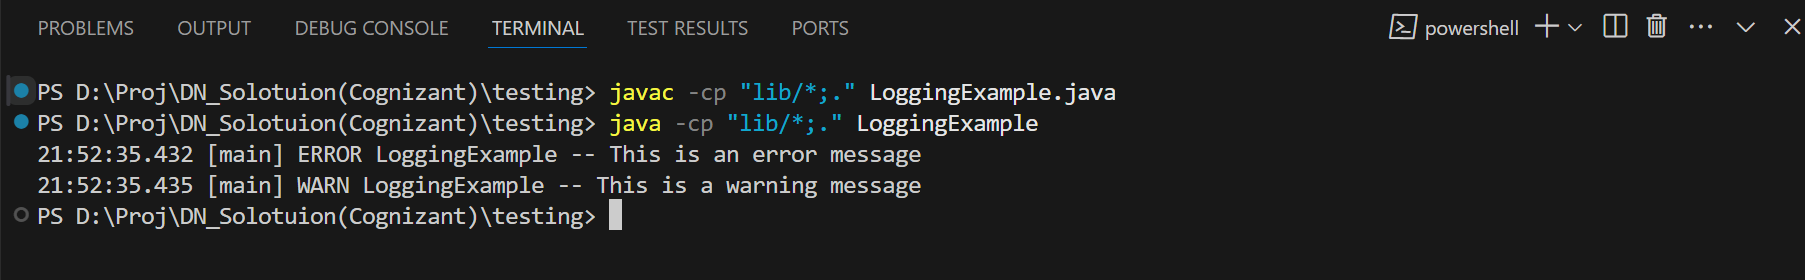 PROBLEMS OUTPUT DEBUG CONSOLE TERMINAL TEST RESULTS PORTS powershell
PS D:\Proj\DN_Solotuion(Cognizant)\testing> javac -cp "lib/*;." LoggingExample.java
PS D:\Proj\DN_Solotuion(Cognizant)\testing> java -cp "lib/*;." LoggingExample
21:52:35.432 [main] ERROR LoggingExample -- This is an error message
21:52:35.435 [main] WARN LoggingExample -- This is a warning message
PS D:\Proj\DN_Solotuion(Cognizant)\testing>